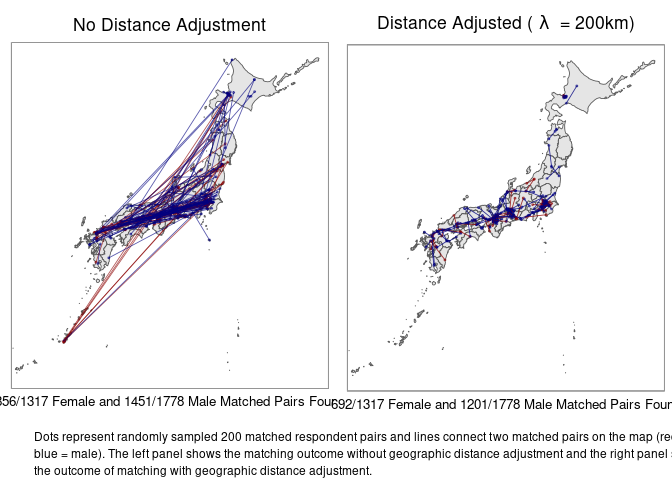 No Distance Adjustment
Distance Adjusted ( λ = 200km)
856/1317 Female and 1451/1778 Male Matched Pairs Fou
692/1317 Female and 1201/1778 Male Matched Pairs Four
Dots represent randomly sampled 200 matched respondent pairs and lines connect two matched pairs on the map (re
blue = male). The left panel shows the matching outcome without geographic distance adjustment and the right panel
the outcome of matching with geographic distance adjustment.